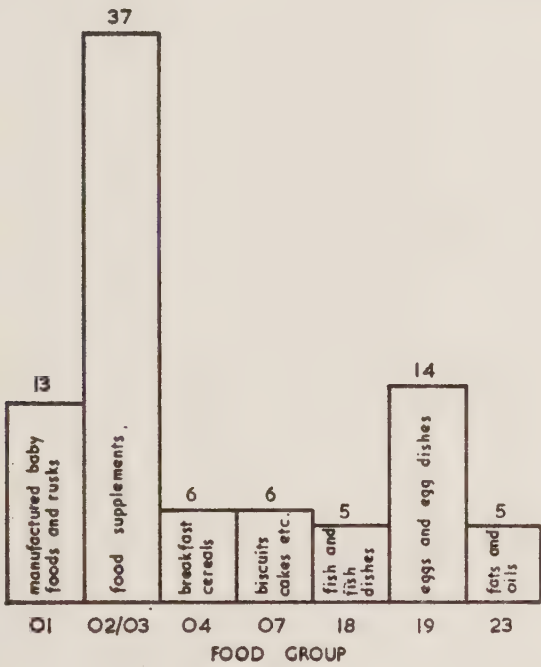 37
13
14
6
6
5
5
manufactured baby
foods and rusks
food supplements.
breakfast
cereals
biscuits
cakes etc.
fish and
fish
dishes
eggs and egg dishes
fats and
oils
01 02/03 04 07 18 19 23
FOOD GROUP